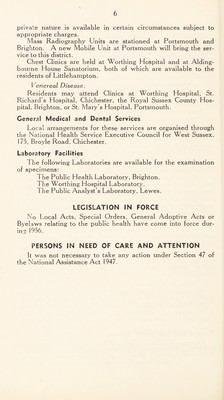 6
private nature is available in certain circumstances subject to
appropriate charges.
Mass Radiography Units are stationed at Portsmouth and
Brighton. A new Mobile Unit at Portsmouth will bring the ser-
vice to this district.
Chest Clinics are held at Worthing Hospital and at Alding-
bourne House Sanatorium, both of which are available to the
residents of Littlehampton.
Venereal Disease.
Residents may attend Clinics at Worthing Hospital, St.
Richard's Hospital, Chichester, the Royal Sussex County Hos-
pital, Brighton, or St. Mary's Hospital, Portsmouth.
General Medical and Dental Services
Local arrangements for these services are organised through
the National Health Service Executive Council for West Sussex,
175, Broyle Road, Chichester.
Laboratory Facilities
The following Laboratories are available for the examination
of specimens:
The Public Health Laboratory, Brighton.
The Worthing Hospital Laboratory.
The Public Analyst's Laboratory, Lewes.
LEGISLATION IN FORCE
No Local Acts, Special Orders, General Adoptive Acts or
Byelaws relating to the public health have come into force dur-
ing 1956.
PERSONS IN NEED OF CARE AND ATTENTION
It was not necessary to take any action under Section 47 of
the National Assistance Act 1947.